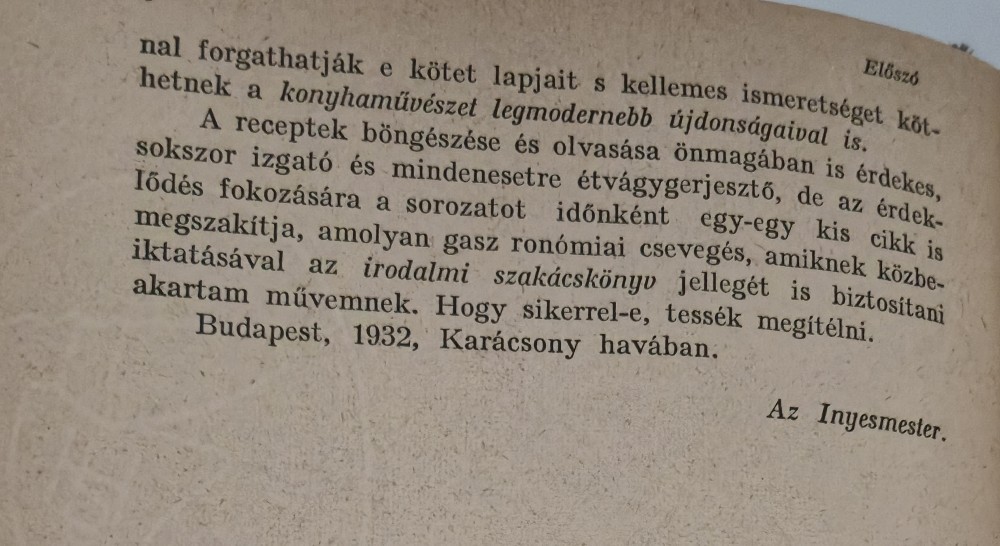 Előszó
nal forgathatják e kötet lapjait s kellemes ismeretséget köt-
hetnek a konyhaművészet legmodernebb újdonságaival is.
A receptek böngészése és olvasása önmagában is érdekes,
sokszor izgató és mindenesetre étvágygerjesztő, de az érdek-
lődés fokozására a sorozatot időnként egy-egy kis cikk is
megszakítja, amolyan gasz ronómiai csevegés, amiknek közbe-
iktatásával az irodalmi szakácskönyv jellegét is biztosítani
akartam művemnek. Hogy sikerrel-e, tessék megítélni.
Budapest, 1932, Karácsony havában.
Az Inyesmester.